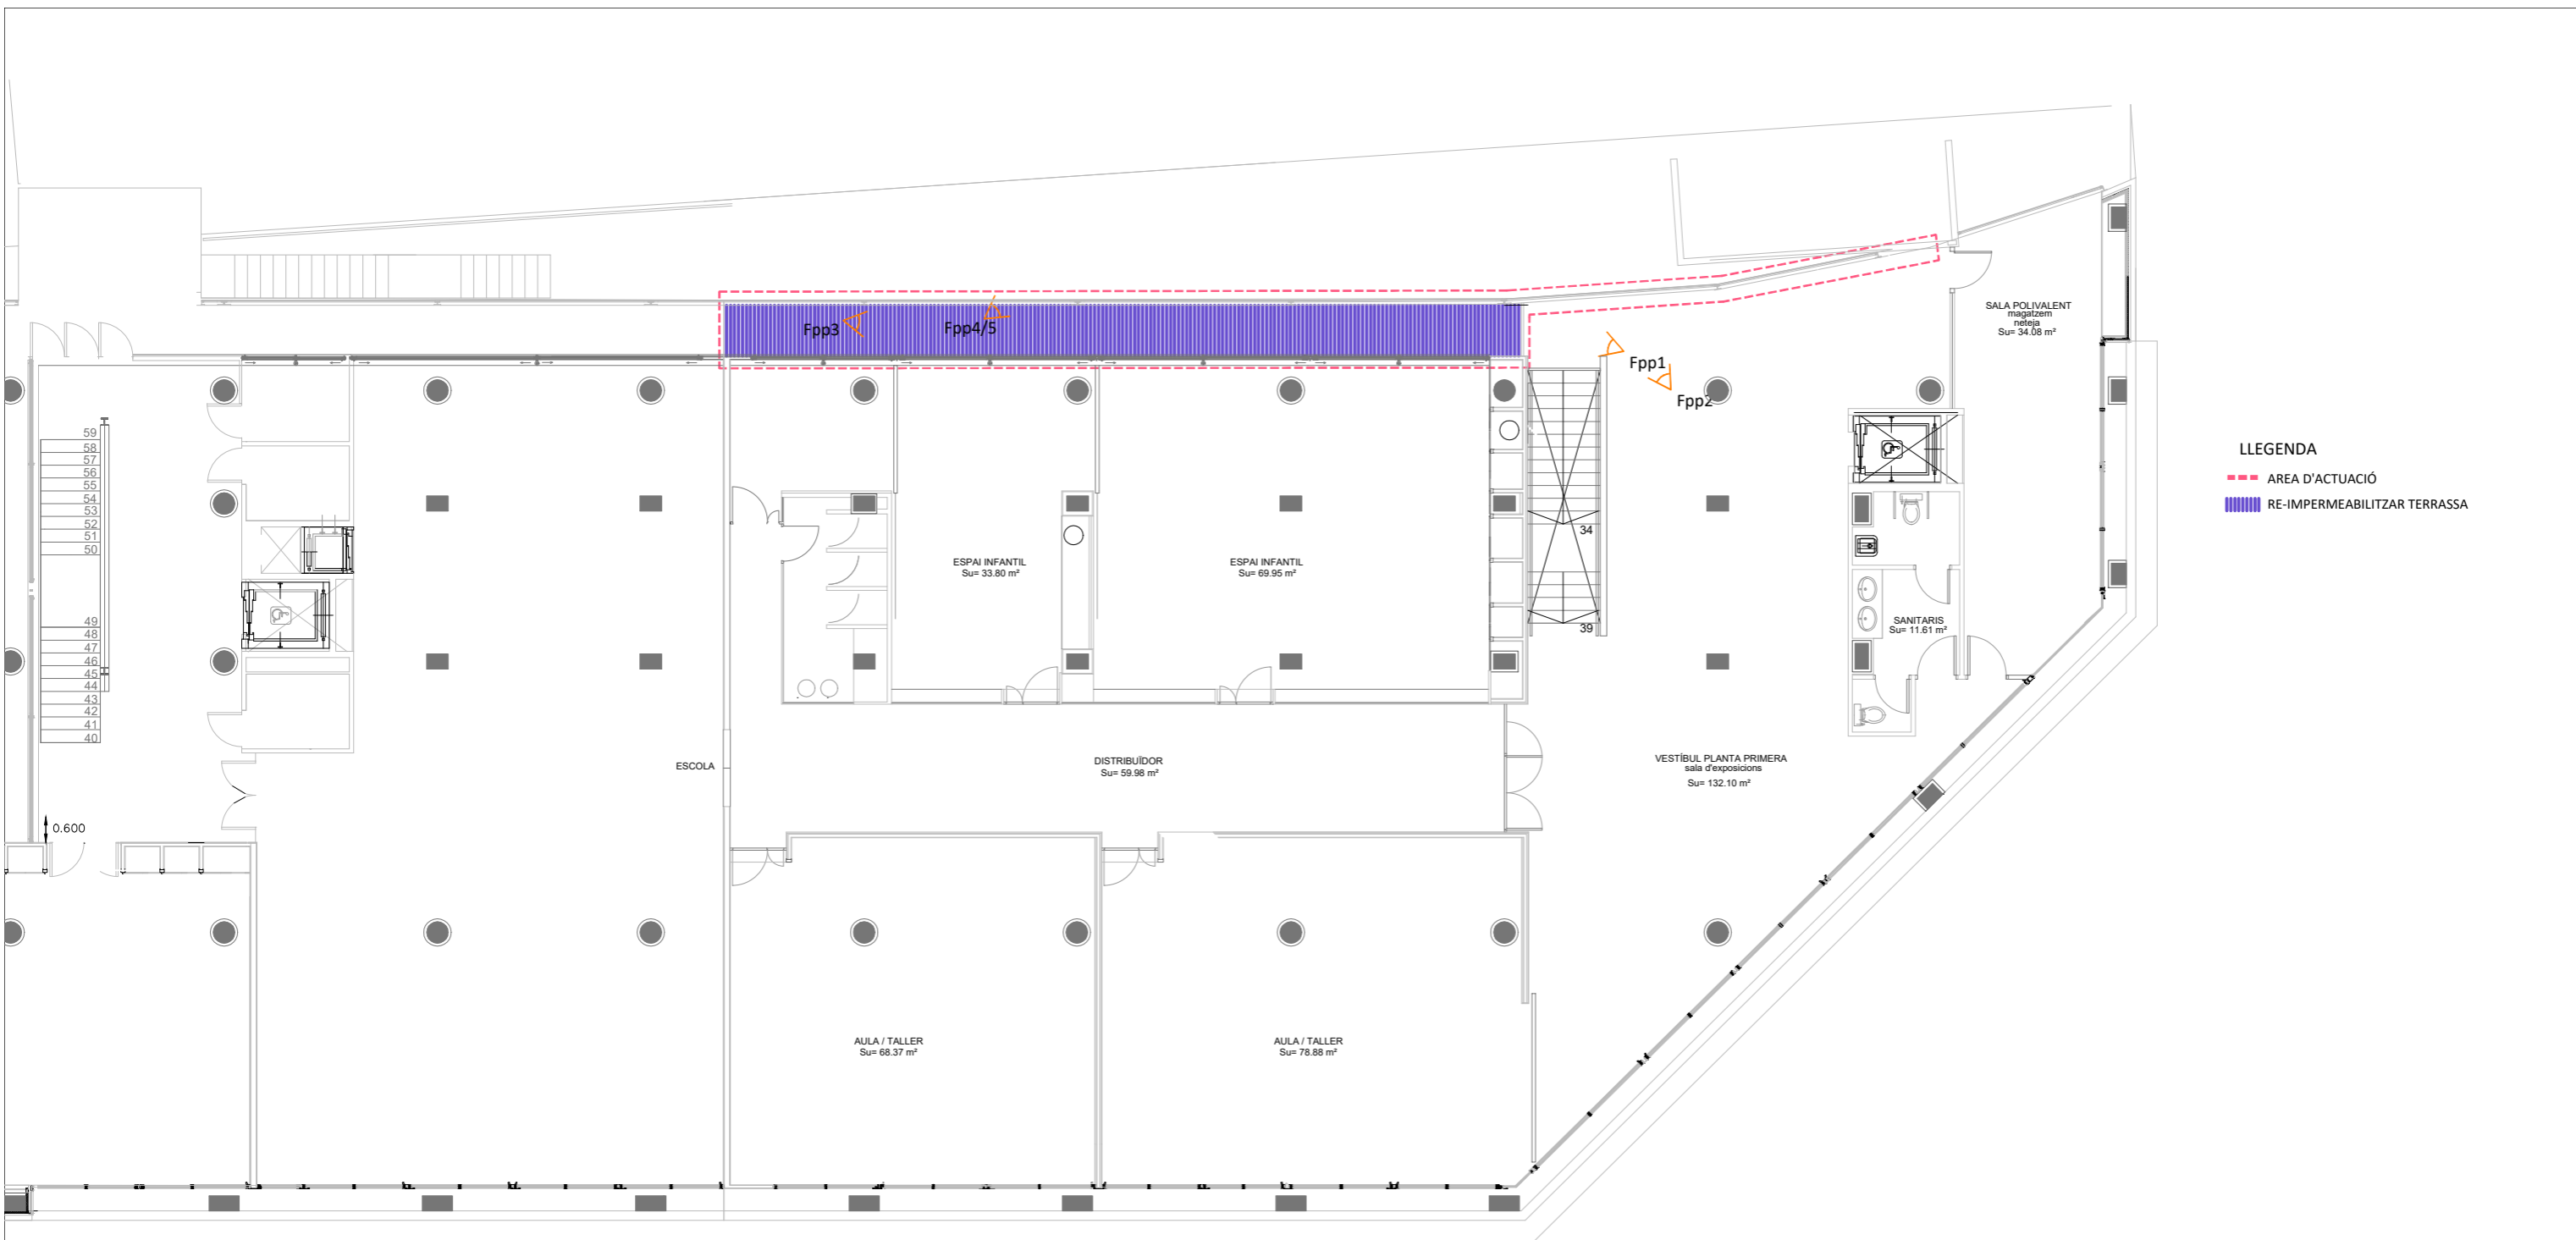 Fpp3
Fpp4/5
Fpp1
Fpp2
SALA POLIVALENT
magatzem
neteja
Su= 34.08 m²
LLEGENDA
AREA D'ACTUACIÓ
RE-IMPERMEABILITZAR TERRASSA
59
58
57
56
55
54
53
52
51
50
49
48
47
46
45
44
43
42
41
40
34
39
ESPAI INFANTIL
Su= 33.80 m²
ESPAI INFANTIL
Su= 69.95 m²
SANITARIS
Su= 11.61 m²
ESCOLA
DISTRIBUÏDOR
Su= 59.98 m²
VESTÍBUL PLANTA PRIMERA
sala d'exposicions
Su= 132.10 m²
0.600
AULA / TALLER
Su= 68.37 m²
AULA / TALLER
Su= 78.88 m²